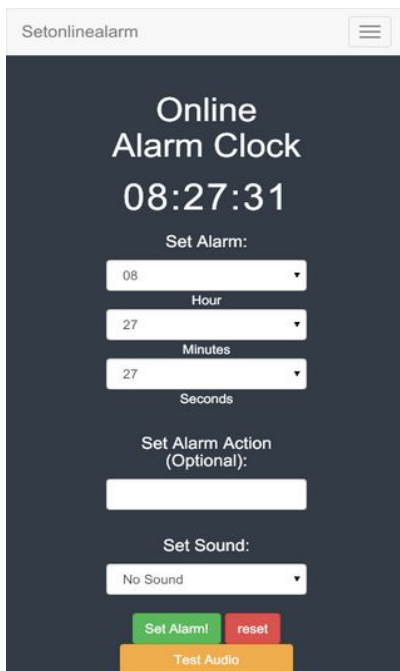 Setonlinealarm
Online
Alarm Clock
08:27:31
Set Alarm:
08
Hour
27
Minutes
27
Seconds
Set Alarm Action
(Optional):
Set Sound:
No Sound
Set Alarm! reset
Test Audio